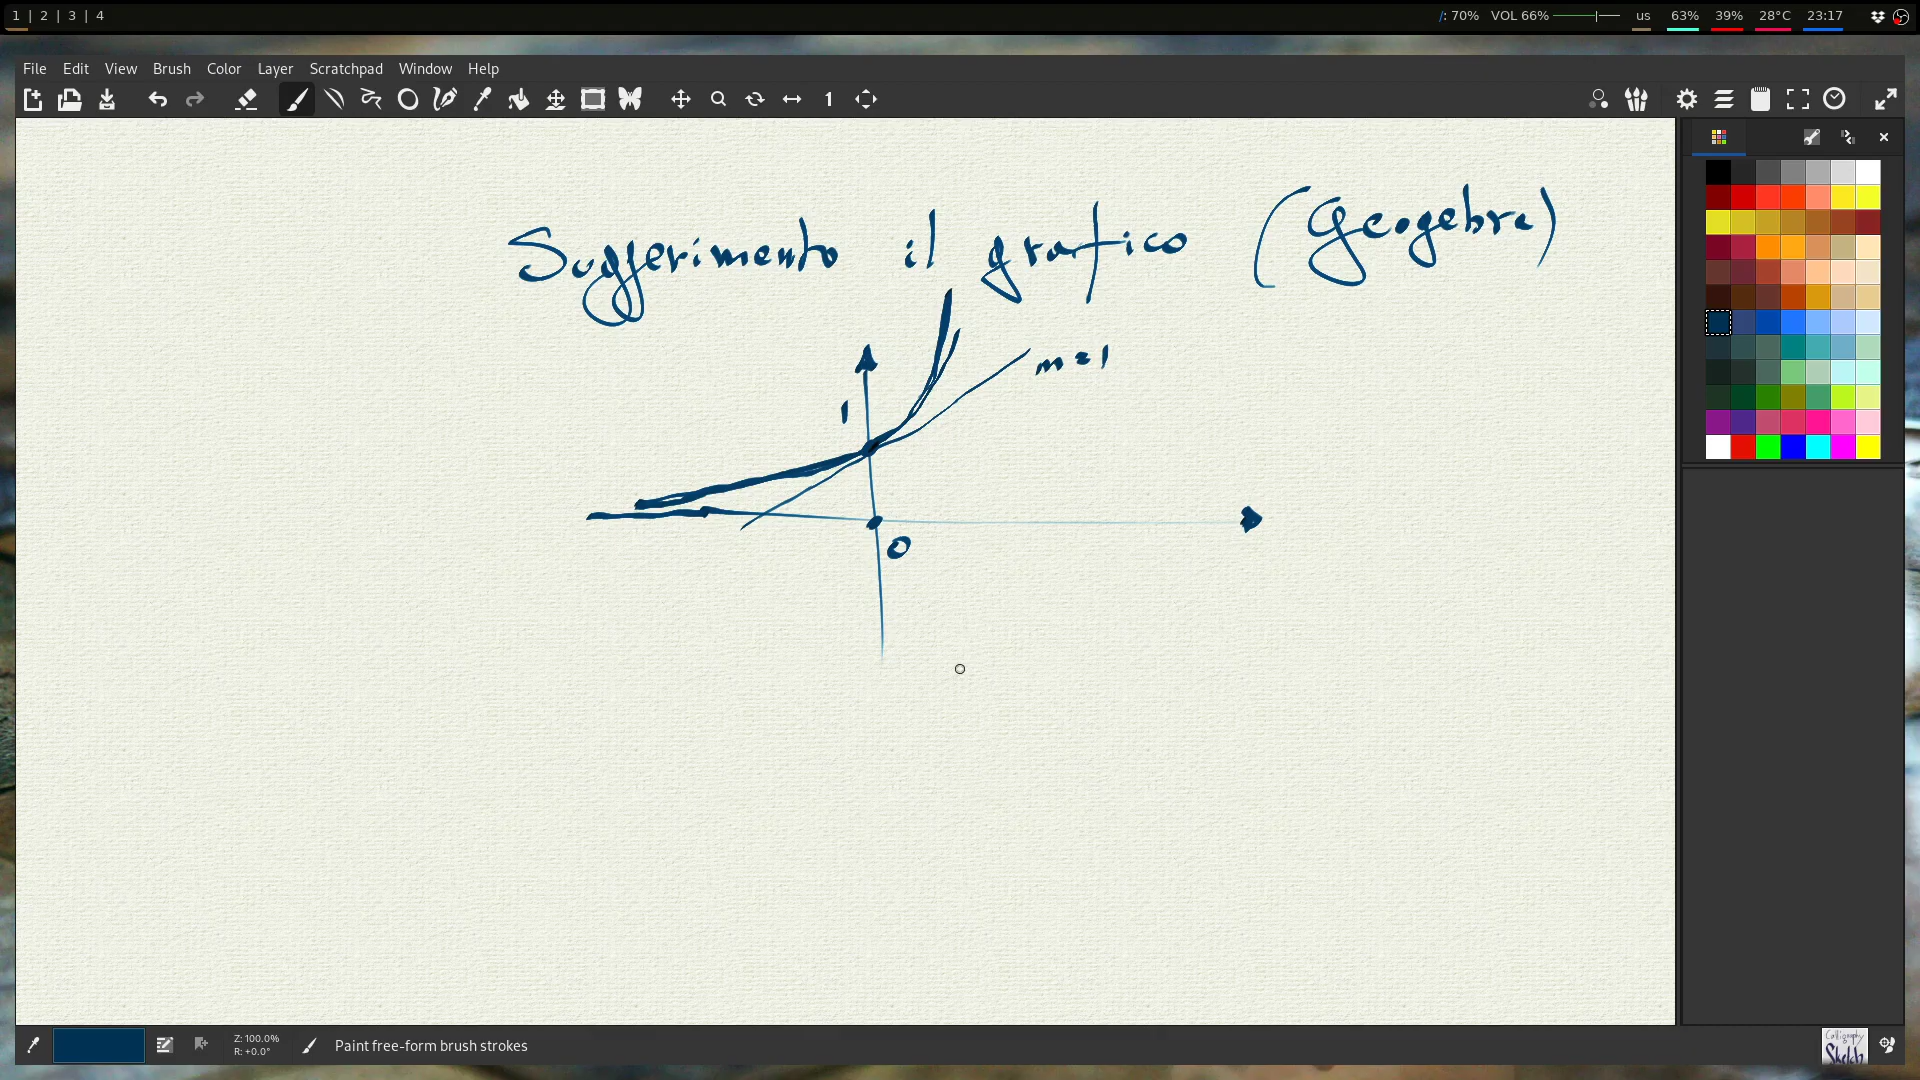 1 | 2 | 3 | 4 /: 70% VOL 66% us 63% 39% 28°C 23:17
File Edit View Brush Color Layer Scratchpad Window Help
1
Suggerimento il grafico (Geogebra)
m=1
1
0
Z: 100.0%
R: +0.0°
Paint free-form brush strokes
Calligraphy
Sketch